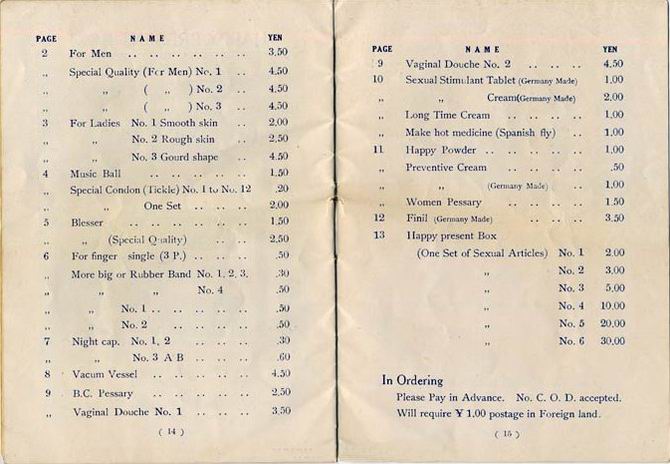 PAGE NAME YEN
2 For Men .. .. .. .. .. 3.50
„ Special Quality (For Men) No. 1 .. 4.50
„ „ ( „ ) No. 2 .. 4.50
„ „ ( „ ) No. 3 .. 4.50
3 For Ladies No. 1 Smooth skin .. .. 2.00
„ „ No. 2 Rough skin .. .. 2.50
„ „ No. 3 Gourd shape .. .. 4.50
4 Music Ball .. .. .. .. .. 1.50
„ Special Condon (Tickle) No. 1 to No. 12 .20
„ „ One Set .. .. .. 2.00
5 Blesser .. .. .. .. .. 1.50
„ „ (Special Quality) .. .. .. 2.50
6 For finger single (3 P.) .. .. .. .50
„ More big or Rubber Band No. 1, 2, 3, .30
„ „ „ „ No. 4 .50
„ „ No. 1 .. .. .. .. .50
„ „ No. 2 .. .. .. .. .50
7 Night cap. No. 1, 2 .. .. .. .30
„ „ No. 3 A B .. .. .. .60
8 Vacum Vessel .. .. .. .. 4.50
9 B.C. Pessary .. .. .. .. 2.50
„ Vaginal Douche No. 1 .. .. 3.50
( 14 )
PAGE NAME YEN
9 Vaginal Douche No. 2 .. .. .. 4.50
10 Sexual Stimulant Tablet (Germany Made) 1.00
„ „ Cream(Germany Made) 2.00
„ Long Time Cream .. .. .. .. 1.00
„ Make hot medicine (Spanish fly) .. .. 1.00
11 Happy Powder .. .. .. .. .. 1.00
„ Preventive Cream .. .. .. .. .50
„ „ (Germany Made) .. .. 1.00
„ Women Pessary .. .. .. .. 1.50
12 Finil (Germany Made) .. .. .. 3.50
13 Happy present Box
(One Set of Sexual Articles) No. 1 2.00
„ No. 2 3.00
„ No. 3 5.00
„ No. 4 10.00
„ No. 5 20.00
„ No. 6 30.00
In Ordering
Please Pay in Advance. No. C. O. D. accepted.
Will require ¥ 1.00 postage in Foreign land.
( 15 )